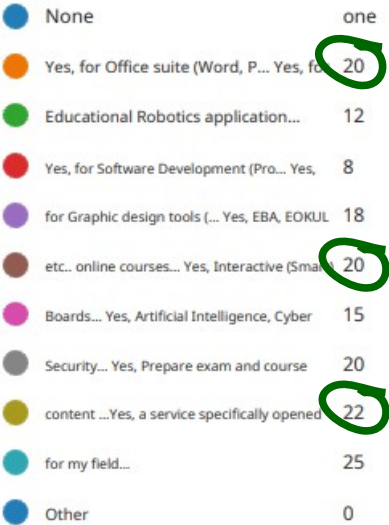 None one
Yes, for Office suite (Word, P... Yes, fo 20
Educational Robotics application... 12
Yes, for Software Development (Pro... Yes, 8
for Graphic design tools (... Yes, EBA, EOKUL 18
etc.. online courses... Yes, Interactive (Smar 20
Boards... Yes, Artificial Intelligence, Cyber 15
Security... Yes, Prepare exam and course 20
content ...Yes, a service specifically opened 22
for my field... 25
Other 0